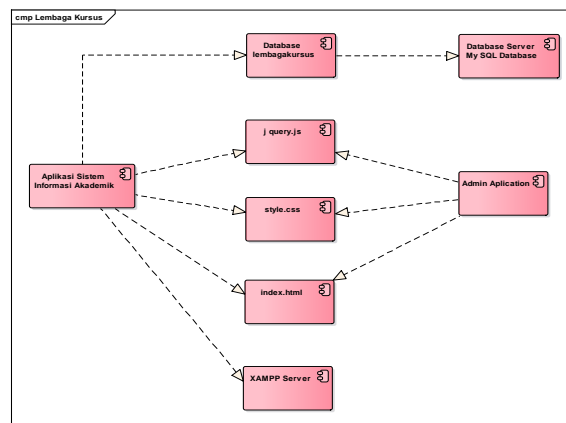 cmp Lembaga Kursus
Database
lembagakursus
Database Server
My SQL Database
j query.js
Aplikasi Sistem
Informasi Akademik
Admin Aplication
style.css
index.html
XAMPP Server